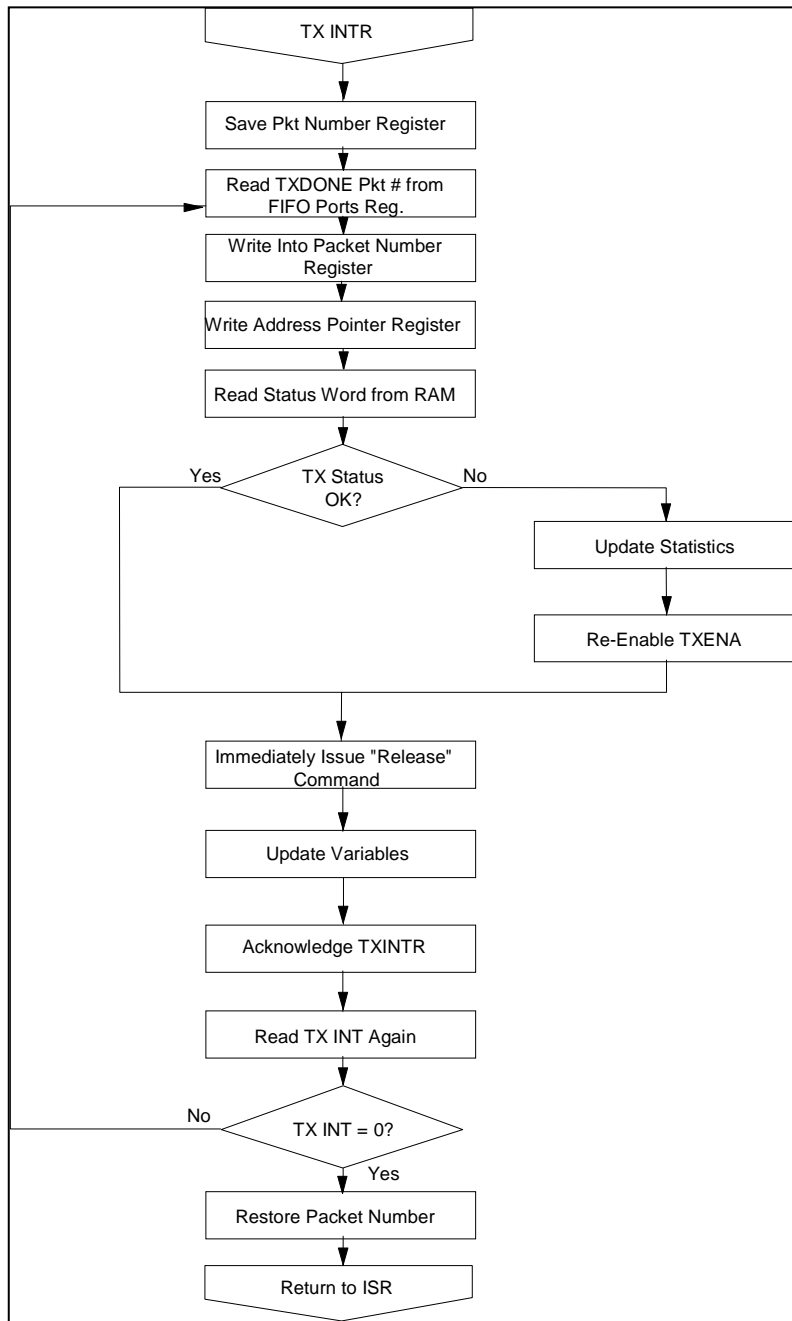 TX INTR
Save Pkt Number Register
Read TXDONE Pkt # from
FIFO Ports Reg.
Write Into Packet Number
Register
Write Address Pointer Register
Read Status Word from RAM
Yes
TX Status
OK?
No
Update Statistics
Re-Enable TXENA
Immediately Issue "Release"
Command
Update Variables
Acknowledge TXINTR
Read TX INT Again
No
TX INT = 0?
Yes
Restore Packet Number
Return to ISR